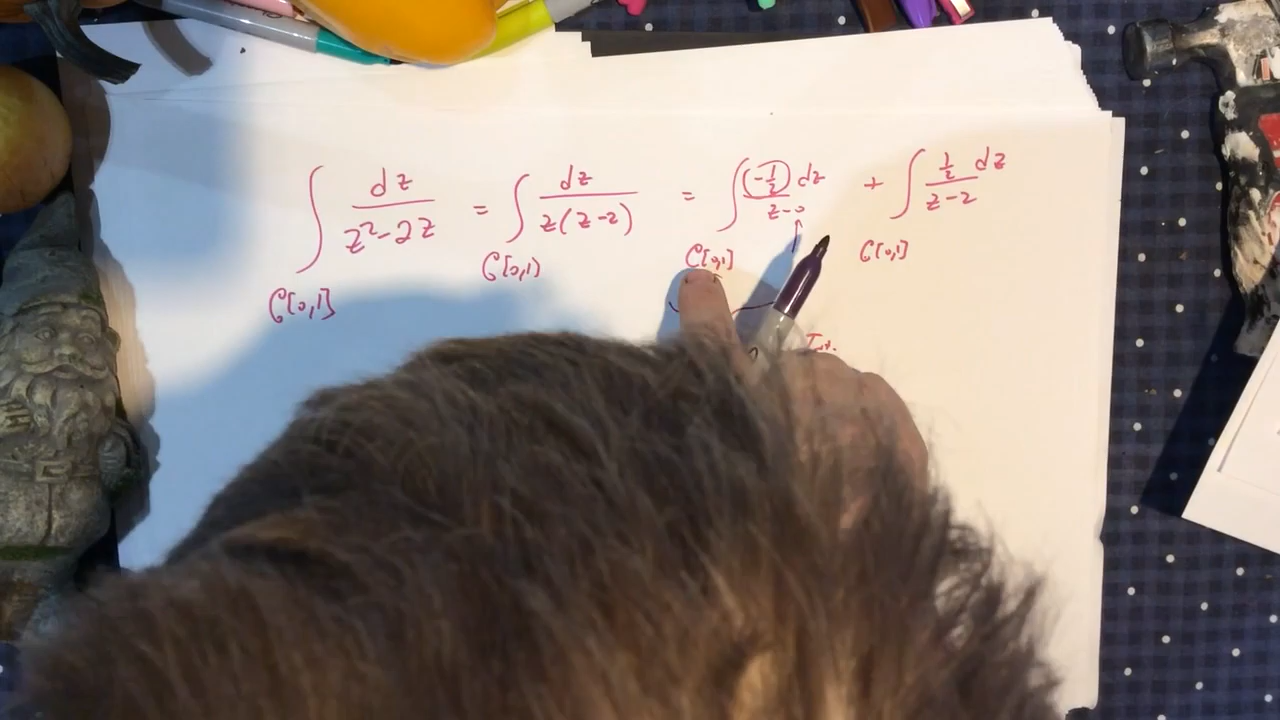 ∫ dz / (z² - 2z) = ∫ dz / (z(z-2)) = ∫ (-1/2) dz / (z-0) + ∫ 1/2 dz / (z-2)
C[0,1] C[0,1] C[0,1] C[0,1]